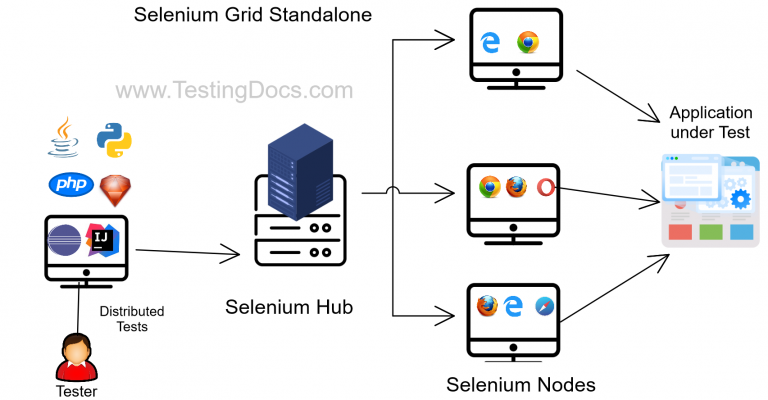 Selenium Grid Standalone
www.TestingDocs.com
Application
under Test
php
IJ
Selenium Hub
Distributed
Tests
Tester
Selenium Nodes